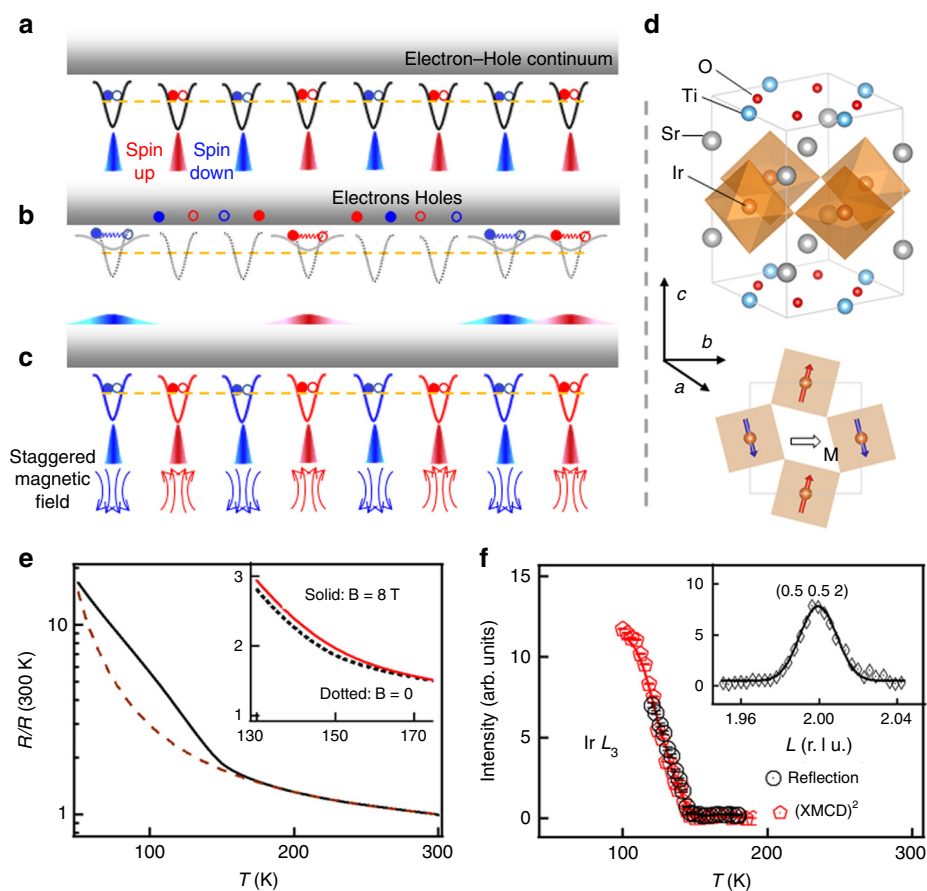 a
Electron–Hole continuum
Spin up
Spin down
b
Electrons Holes
c
Staggered
magnetic
field
d
O
Ti
Sr
Ir
c
b
a
M
e
R/R (300 K)
10
1
100
200
300
T (K)
3
2
1
130
150
170
Solid: B = 8 T
Dotted: B = 0
f
Intensity (arb. units)
15
10
5
0
100
200
300
T (K)
Ir L3
10
5
0
(0.5 0.5 2)
1.96
2.00
2.04
L (r. l u.)
Reflection
(XMCD)²